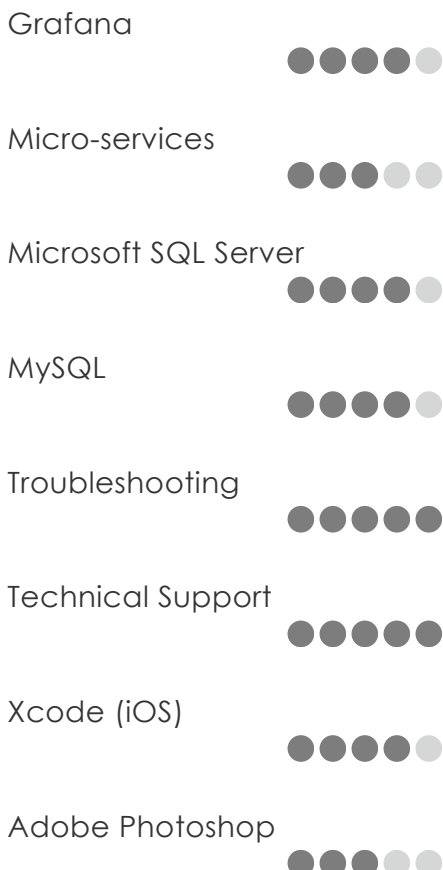 Grafana
Micro-services
Microsoft SQL Server
MySQL
Troubleshooting
Technical Support
Xcode (iOS)
Adobe Photoshop